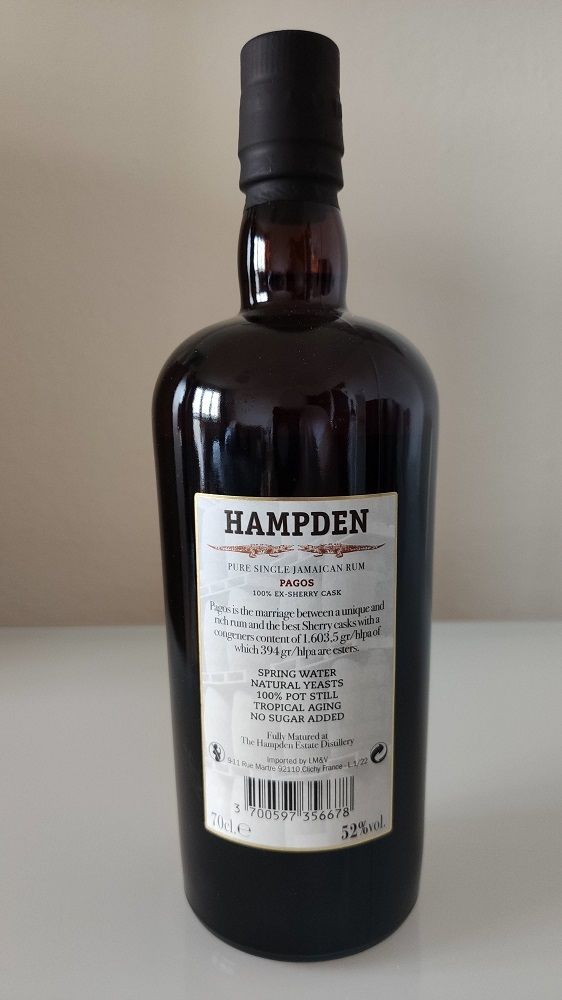 HAMPDEN
PURE SINGLE JAMAICAN RUM
PAGOS
100% EX-SHERRY CASK
Pagos is the marriage between a unique and
rich rum and the best Sherry casks with a
congeners content of 1.603,5 gr/hlpa of
which 394 gr/hlpa are esters.
SPRING WATER
NATURAL YEASTS
100% POT STILL
TROPICAL AGING
NO SUGAR ADDED
Fully Matured at
The Hampden Estate Distillery
Imported by LM&V
9-11 Rue Martre 92110 Clichy France - L 1/22
3 700597 356678
70cl. e 52%vol.